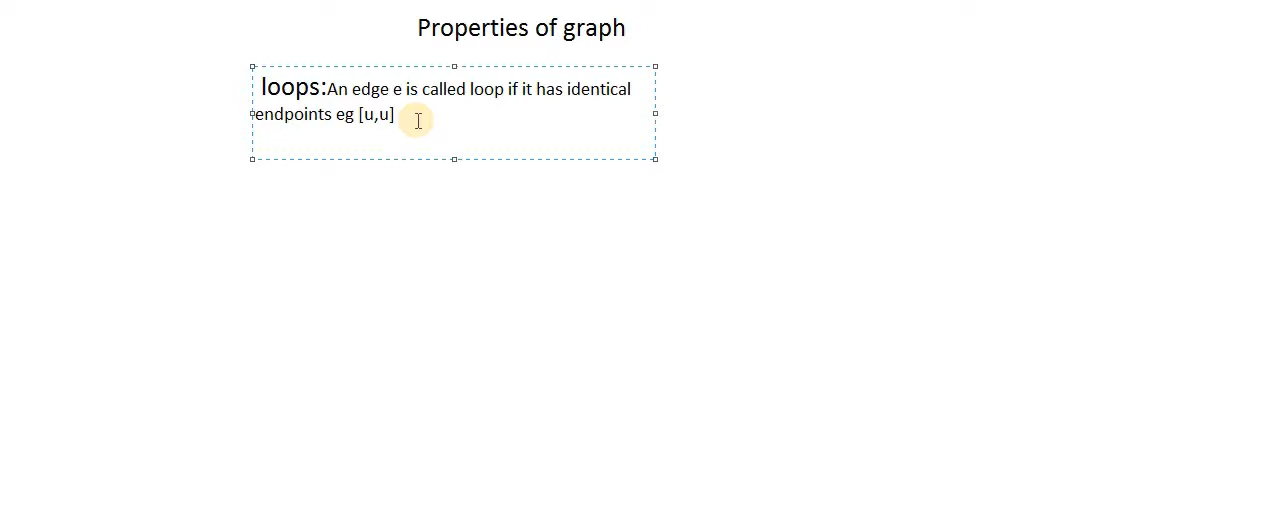 Properties of graph
loops:An edge e is called loop if it has identical
endpoints eg [u,u]